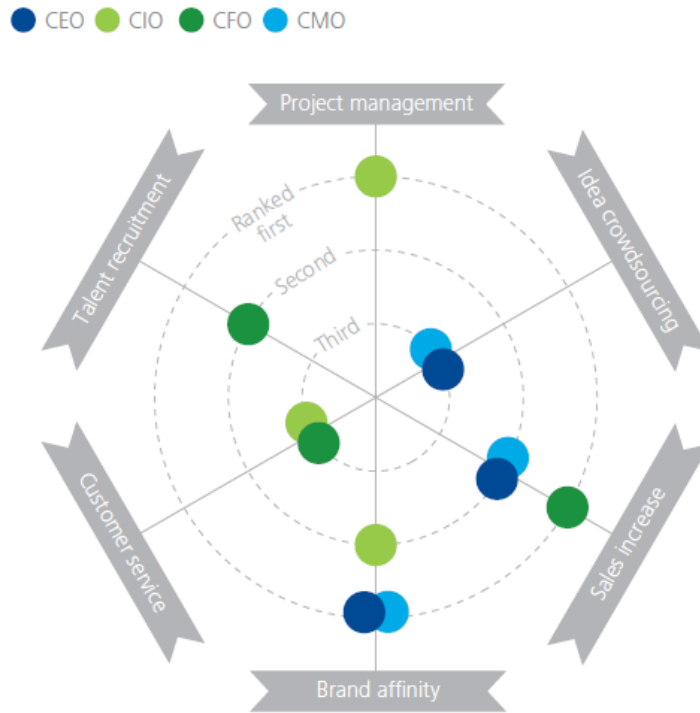 CEO CIO CFO CMO
Project management
Talent recruitment
Idea crowdsourcing
Ranked
first
Second
Third
Customer service
Sales increase
Brand affinity